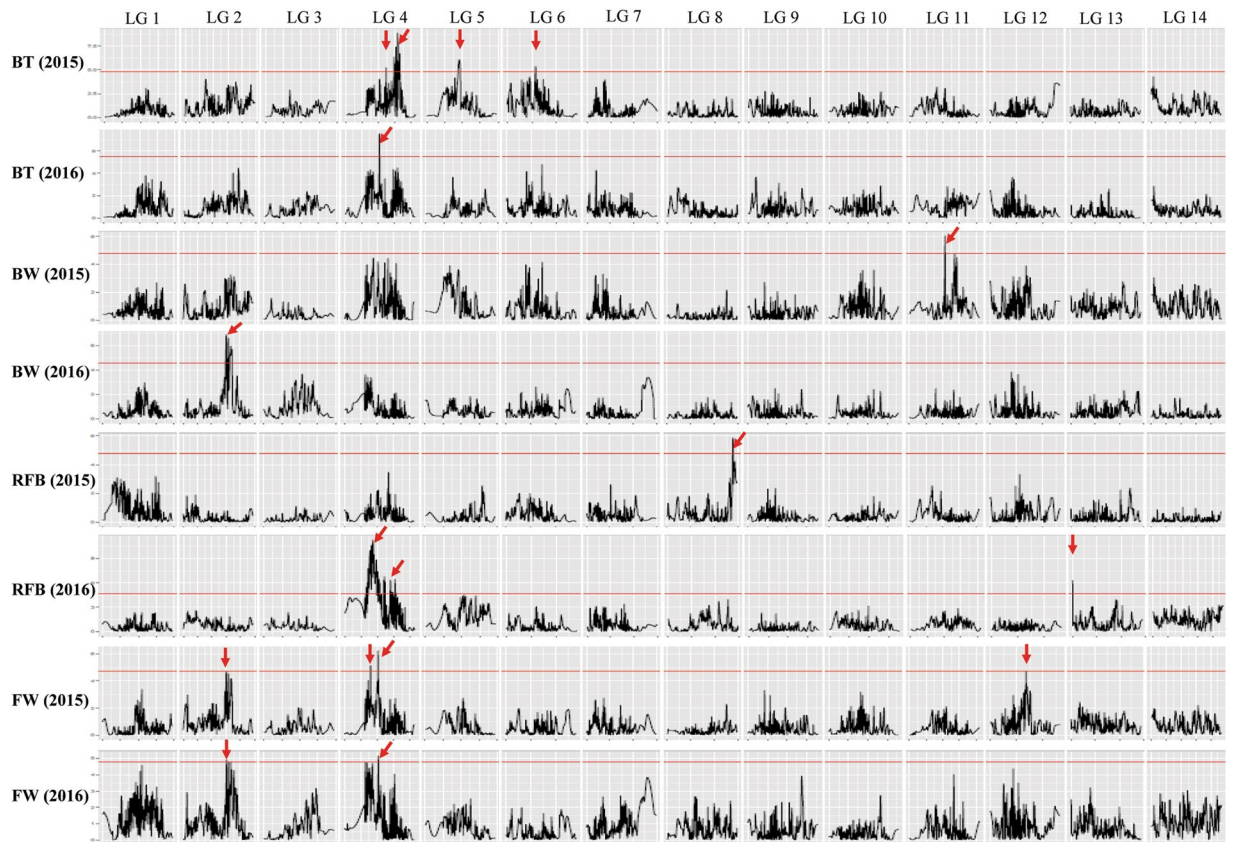 LG 1 LG 2 LG 3 LG 4 LG 5 LG 6 LG 7 LG 8 LG 9 LG 10 LG 11 LG 12 LG 13 LG 14
BT (2015)
BT (2016)
BW (2015)
BW (2016)
RFB (2015)
RFB (2016)
FW (2015)
FW (2016)